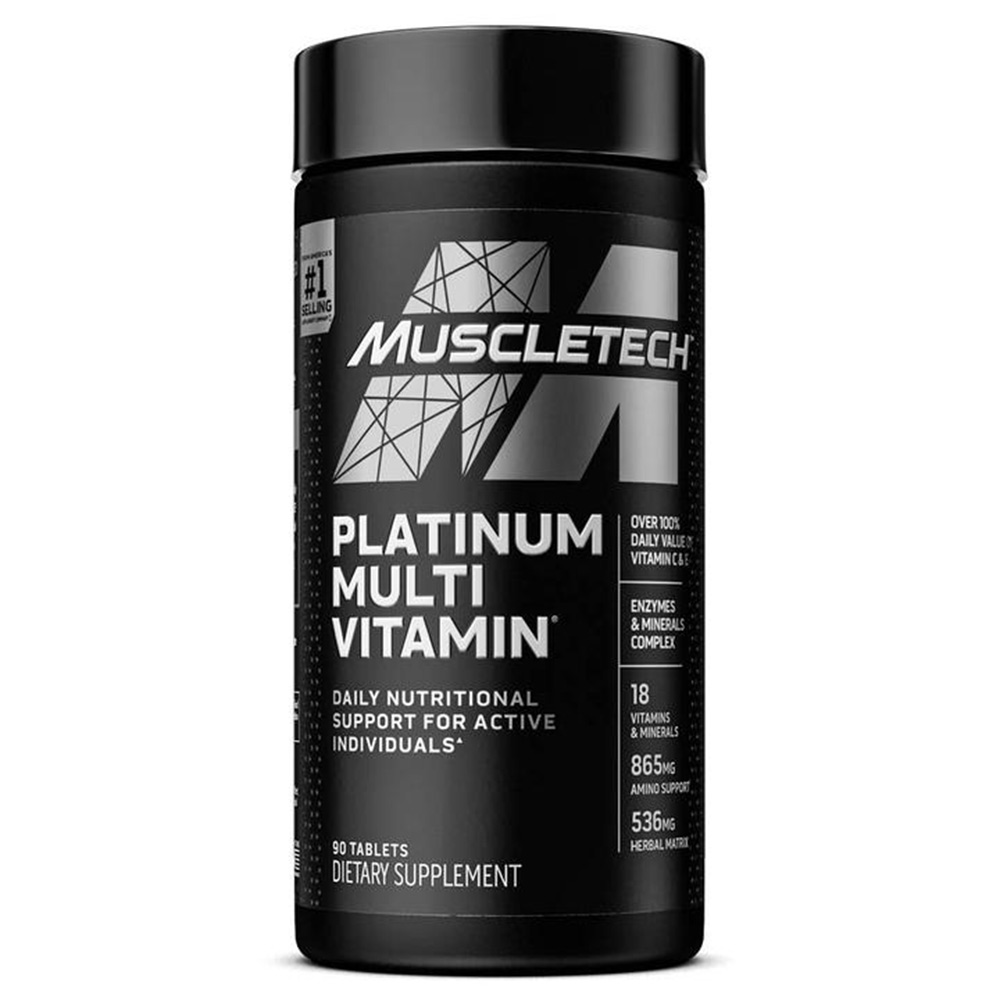 #1
SELLING
MUSCLETECH
PLATINUM
MULTI
VITAMIN®
DAILY NUTRITIONAL
SUPPORT FOR ACTIVE
INDIVIDUALS▲
90 TABLETS
DIETARY SUPPLEMENT
OVER 100%
DAILY VALUE
VITAMIN C & E
ENZYMES
& MINERALS
COMPLEX
18
VITAMINS
& MINERALS
865MG
AMINO SUPPORT
536MG
HERBAL MATRIX